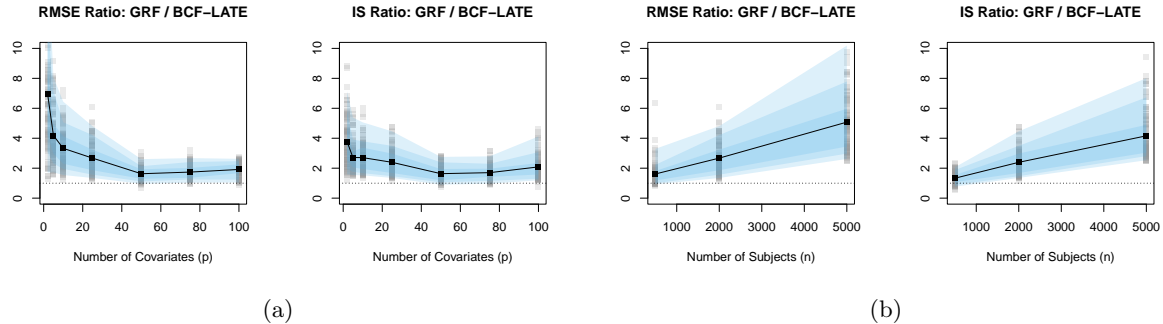 RMSE Ratio: GRF / BCF−LATE
10
8
6
4
2
0
0 20 40 60 80 100
Number of Covariates (p)
IS Ratio: GRF / BCF−LATE
10
8
6
4
2
0
0 20 40 60 80 100
Number of Covariates (p)
(a)
RMSE Ratio: GRF / BCF−LATE
10
8
6
4
2
0
1000 2000 3000 4000 5000
Number of Subjects (n)
IS Ratio: GRF / BCF−LATE
10
8
6
4
2
0
1000 2000 3000 4000 5000
Number of Subjects (n)
(b)